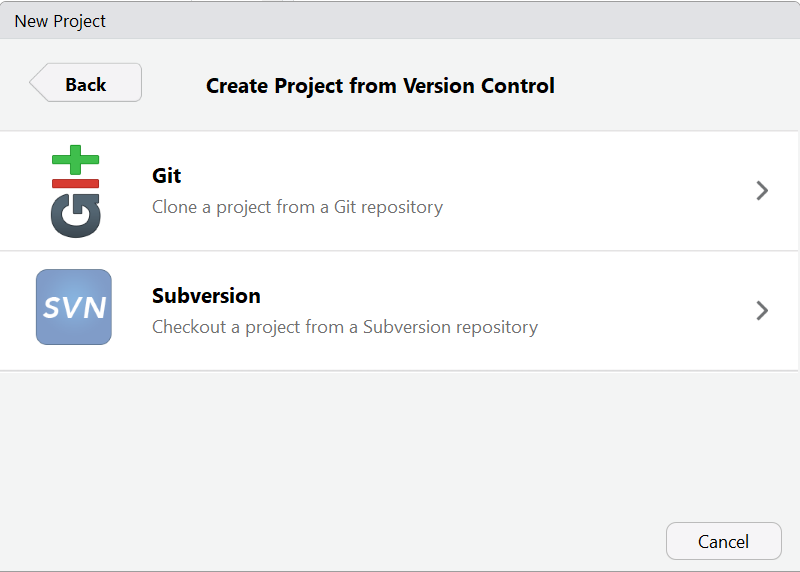 New Project
Back
Create Project from Version Control
Git
Clone a project from a Git repository
git
Subversion
Checkout a project from a Subversion repository
SVN
Cancel